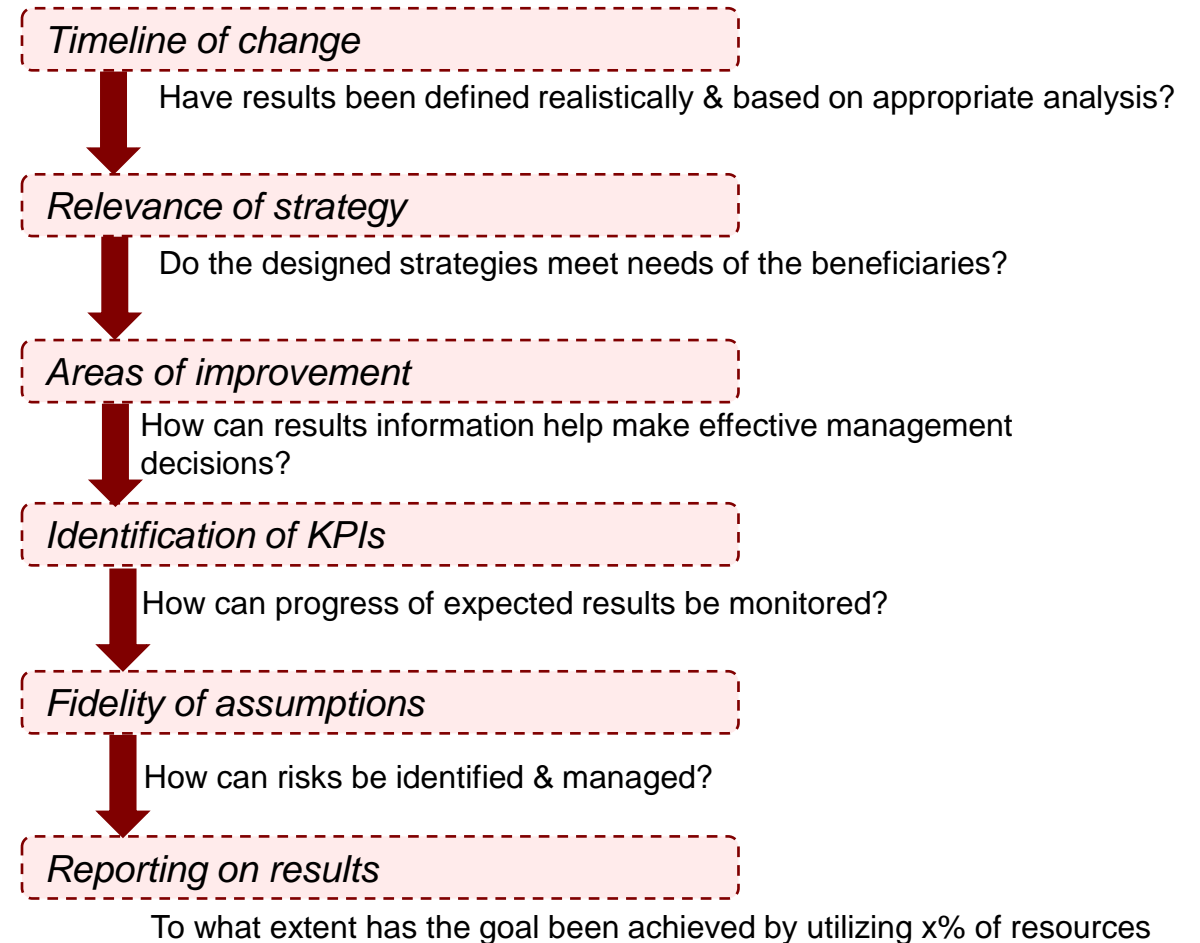 Timeline of change
Have results been defined realistically & based on appropriate analysis?
Relevance of strategy
Do the designed strategies meet needs of the beneficiaries?
Areas of improvement
How can results information help make effective management
decisions?
Identification of KPIs
How can progress of expected results be monitored?
Fidelity of assumptions
How can risks be identified & managed?
Reporting on results
To what extent has the goal been achieved by utilizing x% of resources